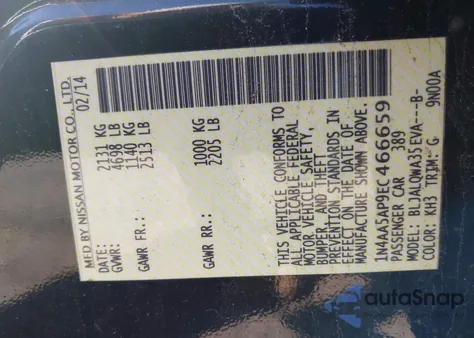 MFD BY NISSAN MOTOR CO., LTD.
DATE: 02/14
GVWR: 2131 KG
4698 LB
GAWR FR.: 1140 KG
2513 LB
GAWR RR.: 1000 KG
2205 LB
THIS VEHICLE CONFORMS TO
ALL APPLICABLE FEDERAL
MOTOR VEHICLE SAFETY,
BUMPER, AND THEFT
PREVENTION STANDARDS IN
EFFECT ON THE DATE OF
MANUFACTURE SHOWN ABOVE.
1N4AA5AP9EC466659
PASSENGER CAR 389
MODEL: BLJALQWA35EVA---B-
COLOR: KH3 TRIM: G 9N00A
autoSnap